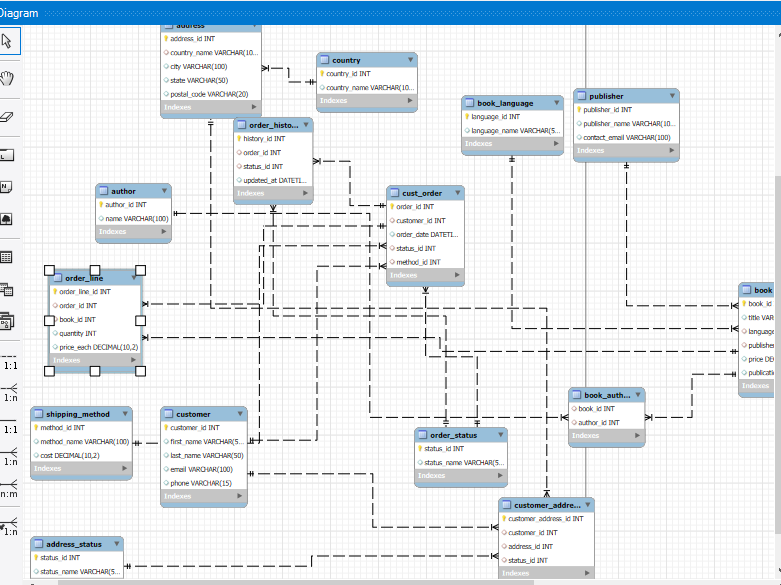 Diagram
address
address_id INT
country_name VARCHAR(10...
city VARCHAR(100)
state VARCHAR(50)
postal_code VARCHAR(20)
Indexes
country
country_id INT
country_name VARCHAR(10...
Indexes
book_language
language_id INT
language_name VARCHAR(5...
Indexes
publisher
publisher_id INT
publisher_name VARCHAR(10...
contact_email VARCHAR(100)
Indexes
order_histo...
history_id INT
order_id INT
status_id INT
updated_at DATETI...
Indexes
author
author_id INT
name VARCHAR(100)
Indexes
cust_order
order_id INT
customer_id INT
order_date DATETI...
status_id INT
method_id INT
Indexes
order_line
order_line_id INT
order_id INT
book_id INT
quantity INT
price_each DECIMAL(10,2)
Indexes
book
book_id
title VAR
language
publisher
price DE
publicati
Indexes
1:1
1:n
1:1
1:n
n:m
1:n
shipping_method
method_id INT
method_name VARCHAR(100)
cost DECIMAL(10,2)
Indexes
customer
customer_id INT
first_name VARCHAR(5...
last_name VARCHAR(50)
email VARCHAR(100)
phone VARCHAR(15)
Indexes
order_status
status_id INT
status_name VARCHAR(5...
Indexes
book_auth...
book_id INT
author_id INT
Indexes
customer_addre...
customer_address_id INT
customer_id INT
address_id INT
status_id INT
Indexes
address_status
status_id INT
status_name VARCHAR(5...